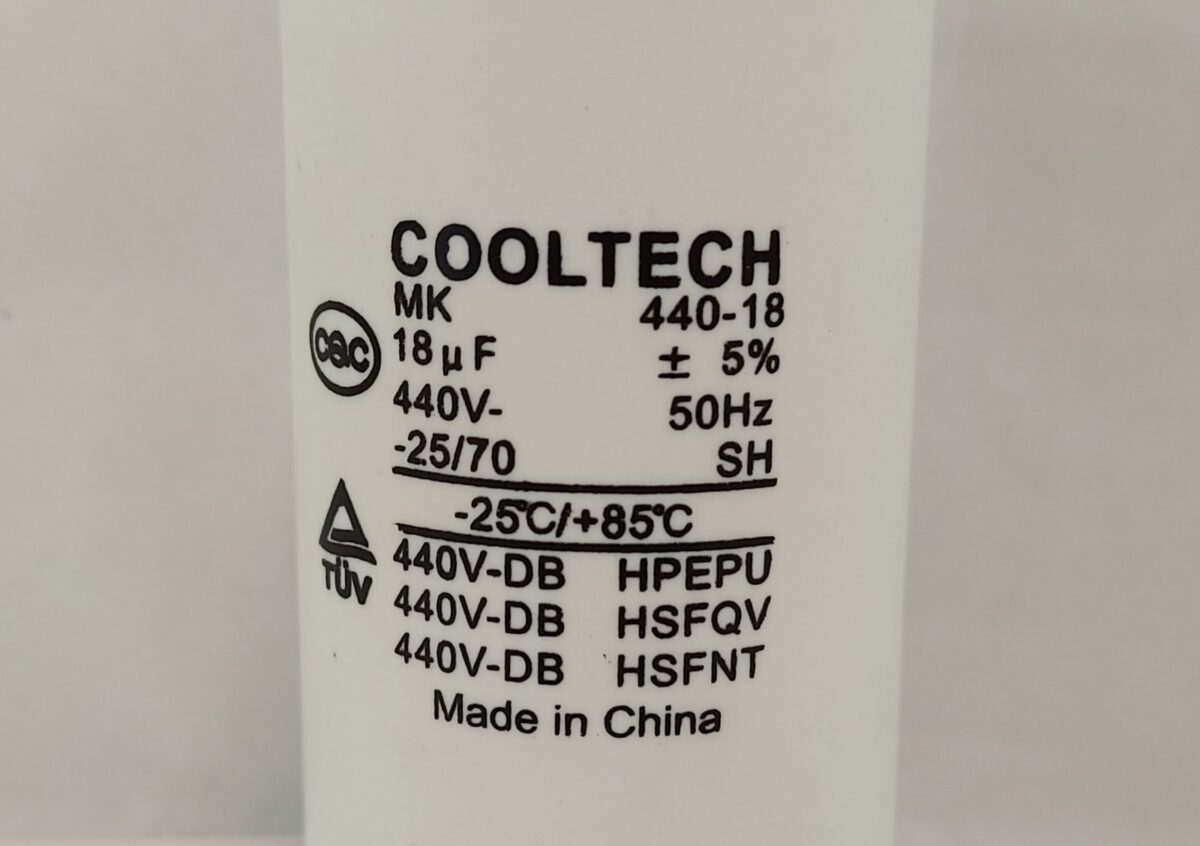 COOLTECH
MK 440-18
cac
18 μF ± 5%
440V- 50Hz
-25/70 SH
-25℃/+85℃
TÜV
440V-DB HPEPU
440V-DB HSFQV
440V-DB HSFNT
Made in China